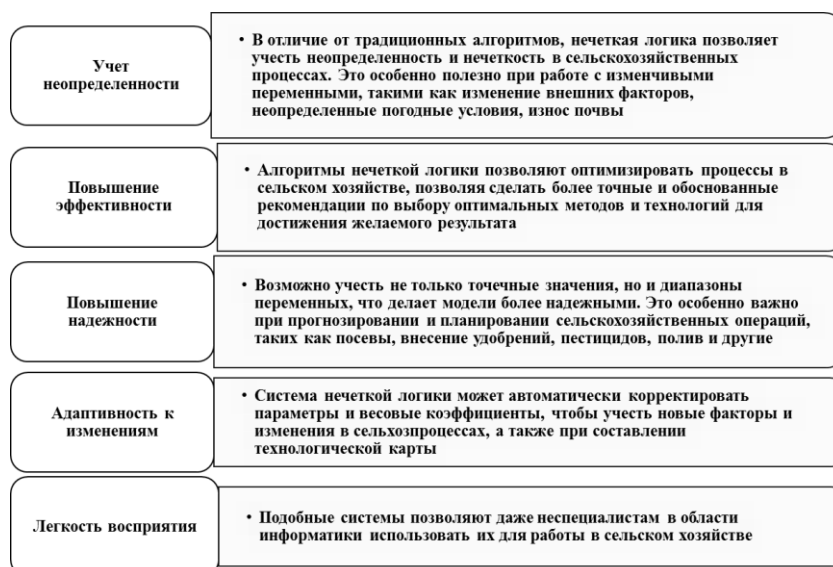 Учет
неопределенности
• В отличие от традиционных алгоритмов, нечеткая логика позволяет
учесть неопределенность и нечеткость в сельскохозяйственных
процессах. Это особенно полезно при работе с изменчивыми
переменными, такими как изменение внешних факторов,
неопределенные погодные условия, износ почвы
Повышение
эффективности
• Алгоритмы нечеткой логики позволяют оптимизировать процессы в
сельском хозяйстве, позволяя сделать более точные и обоснованные
рекомендации по выбору оптимальных методов и технологий для
достижения желаемого результата
Повышение
надежности
• Возможно учесть не только точечные значения, но и диапазоны
переменных, что делает модели более надежными. Это особенно важно
при прогнозировании и планировании сельскохозяйственных операций,
таких как посевы, внесение удобрений, пестицидов, полив и другие
Адаптивность к
изменениям
• Система нечеткой логики может автоматически корректировать
параметры и весовые коэффициенты, чтобы учесть новые факторы и
изменения в сельхозпроцессах, а также при составлении
технологической карты
Легкость восприятия
• Подобные системы позволяют даже неспециалистам в области
информатики использовать их для работы в сельском хозяйстве